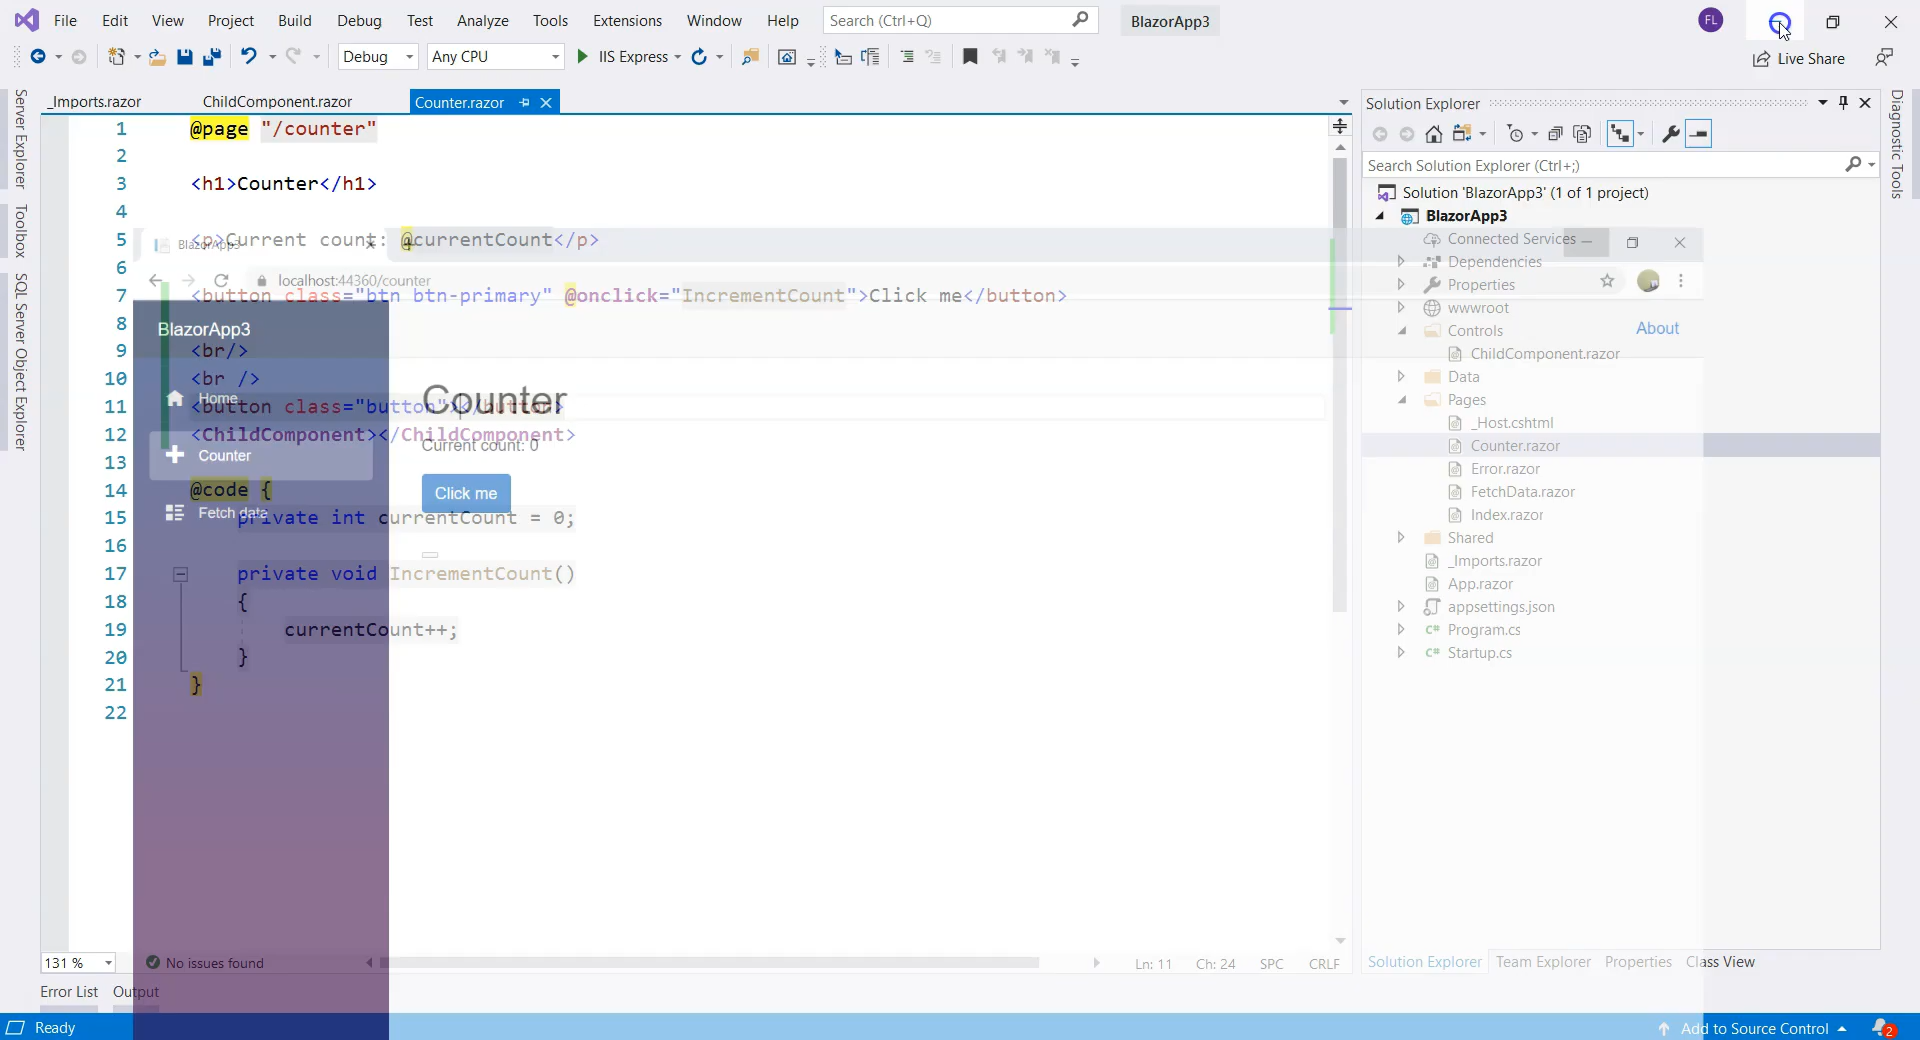 File Edit View Project Build Debug Test Analyze Tools Extensions Window Help Search (Ctrl+Q) BlazorApp3 FL
Debug Any CPU IIS Express Live Share
_Imports.razor ChildComponent.razor Counter.razor
Server Explorer
Toolbox
SQL Server Object Explorer
1 @page "/counter"
2
3 <h1>Counter</h1>
4
5 <p>Current count: @currentCount</p>
6
7 <button class="btn btn-primary" @onclick="IncrementCount">Click me</button>
8
9 <br/>
10 <br />
11 <button class="button"></button>
12 <ChildComponent></ChildComponent>
13
14 @code {
15 private int currentCount = 0;
16
17 private void IncrementCount()
18 {
19 currentCount++;
20 }
21 }
22
BlazorApp3
localhost:44360/counter
BlazorApp3
About
Home
Counter
Fetch data
Counter
Current count: 0
Click me
Solution Explorer
Search Solution Explorer (Ctrl+;)
Solution 'BlazorApp3' (1 of 1 project)
BlazorApp3
Connected Services
Dependencies
Properties
wwwroot
Controls
ChildComponent.razor
Data
Pages
_Host.cshtml
Counter.razor
Error.razor
FetchData.razor
Index.razor
Shared
_Imports.razor
App.razor
appsettings.json
C# Program.cs
C# Startup.cs
Diagnostic Tools
131 % No issues found Ln: 11 Ch: 24 SPC CRLF
Solution Explorer Team Explorer Properties Class View
Error List Output
Ready Add to Source Control 2